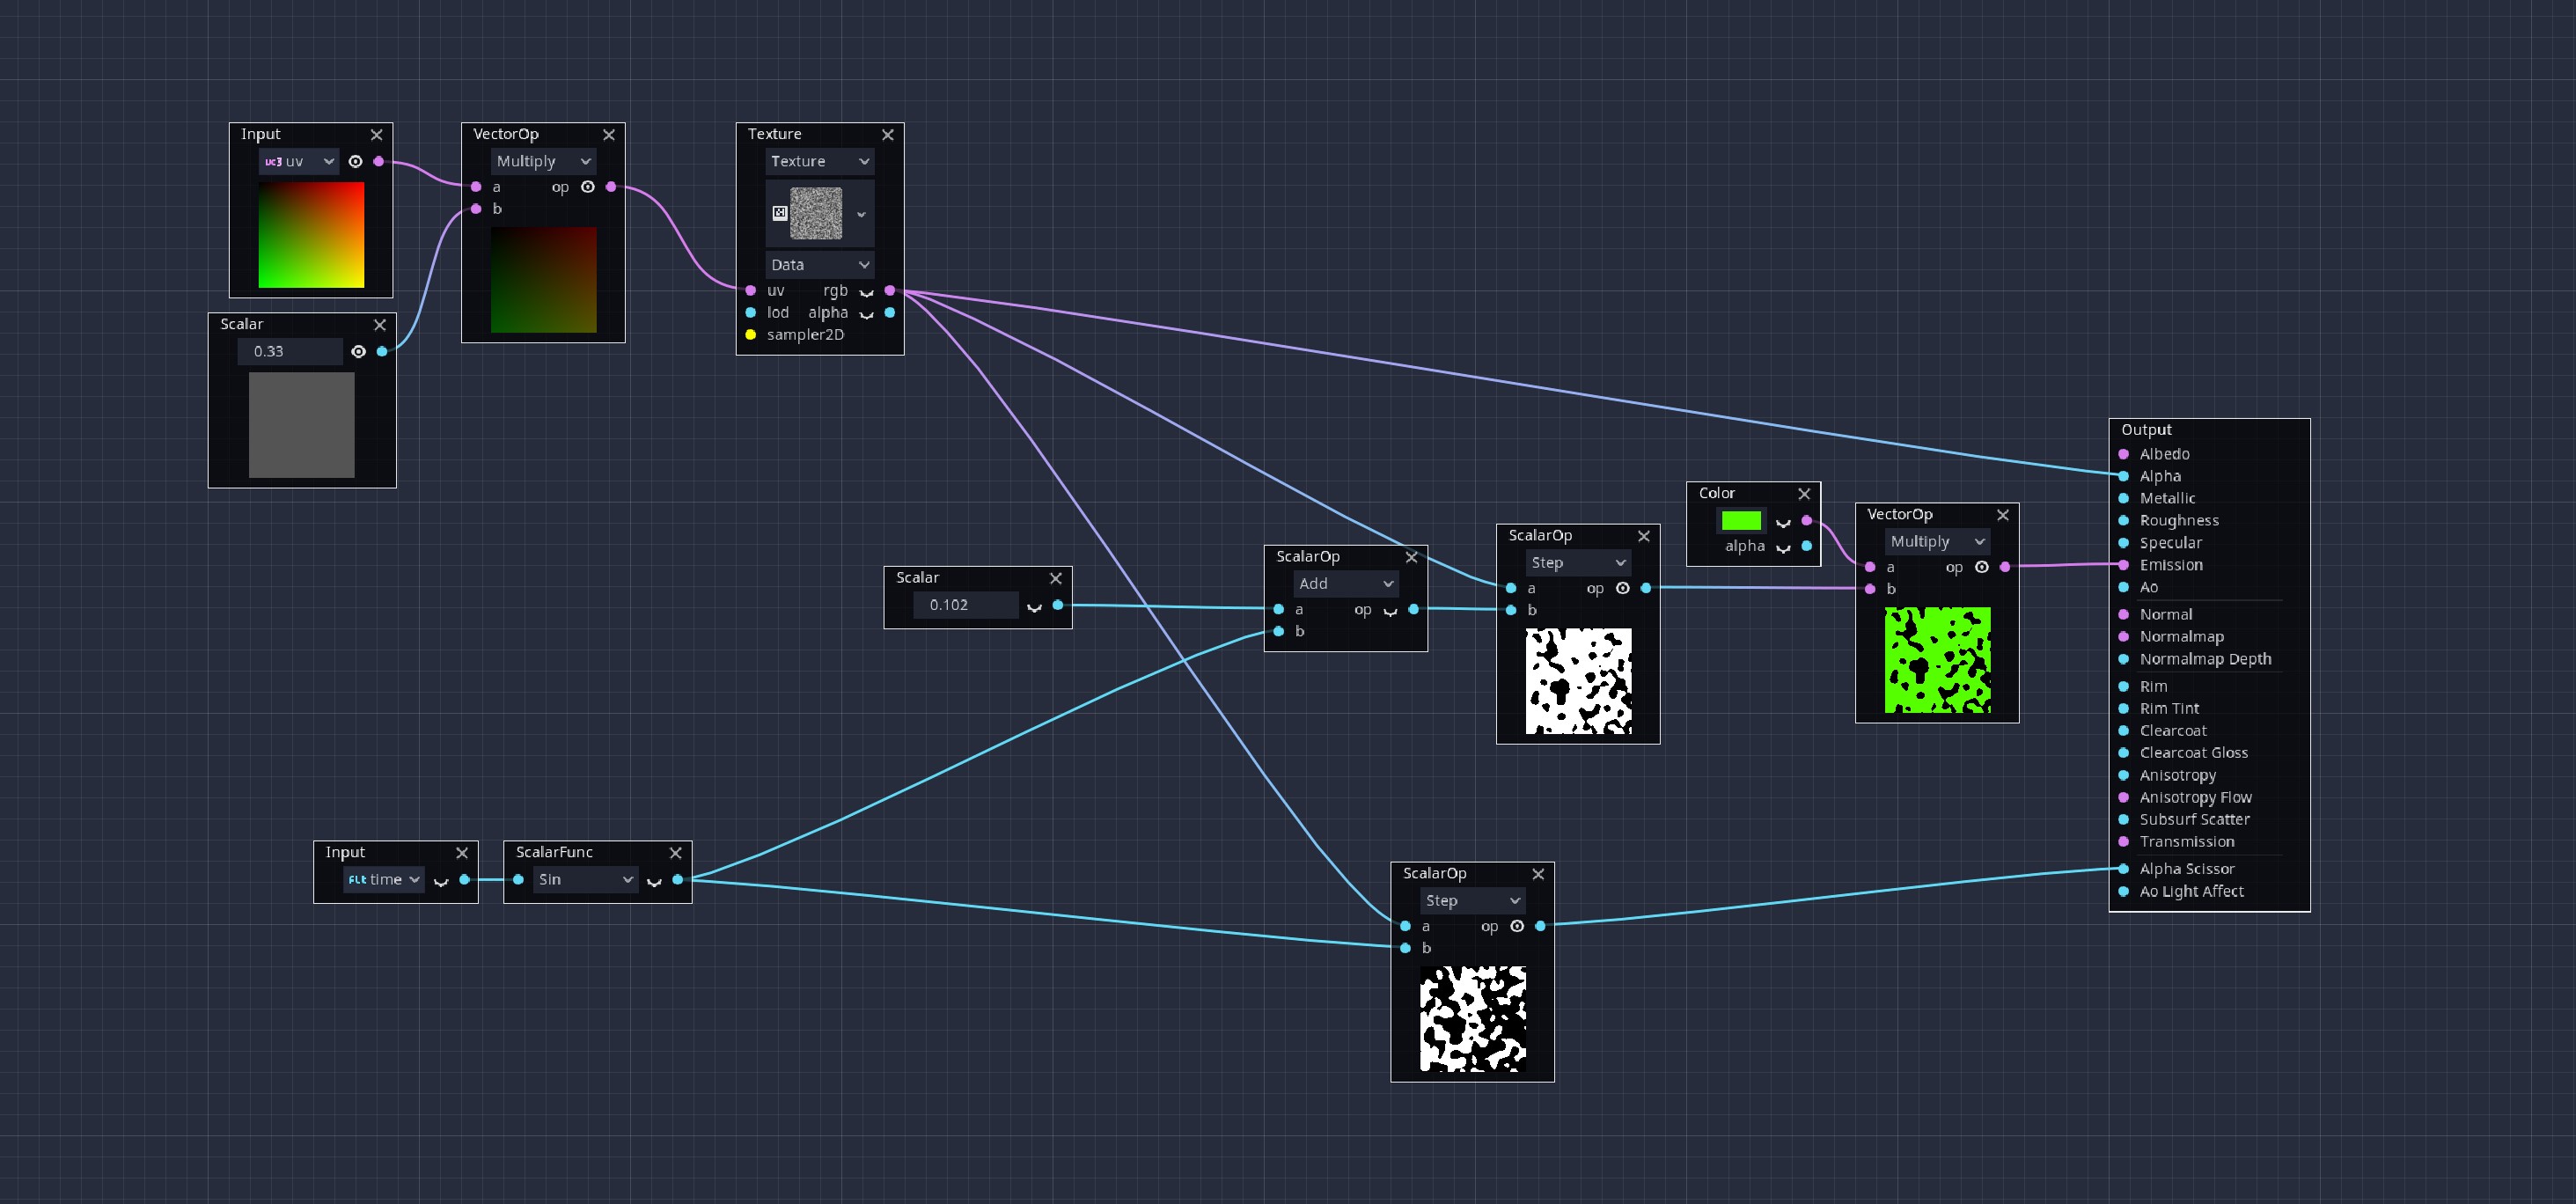 Input
vc3 uv
Scalar
0.33
VectorOp
Multiply
a op
b
Texture
Texture
Data
uv rgb
lod alpha
sampler2D
Scalar
0.102
ScalarOp
Add
a op
b
ScalarOp
Step
a op
b
Color
alpha
VectorOp
Multiply
a op
b
Input
flt time
ScalarFunc
Sin
ScalarOp
Step
a op
b
Output
Albedo
Alpha
Metallic
Roughness
Specular
Emission
Ao
Normal
Normalmap
Normalmap Depth
Rim
Rim Tint
Clearcoat
Clearcoat Gloss
Anisotropy
Anisotropy Flow
Subsurf Scatter
Transmission
Alpha Scissor
Ao Light Affect